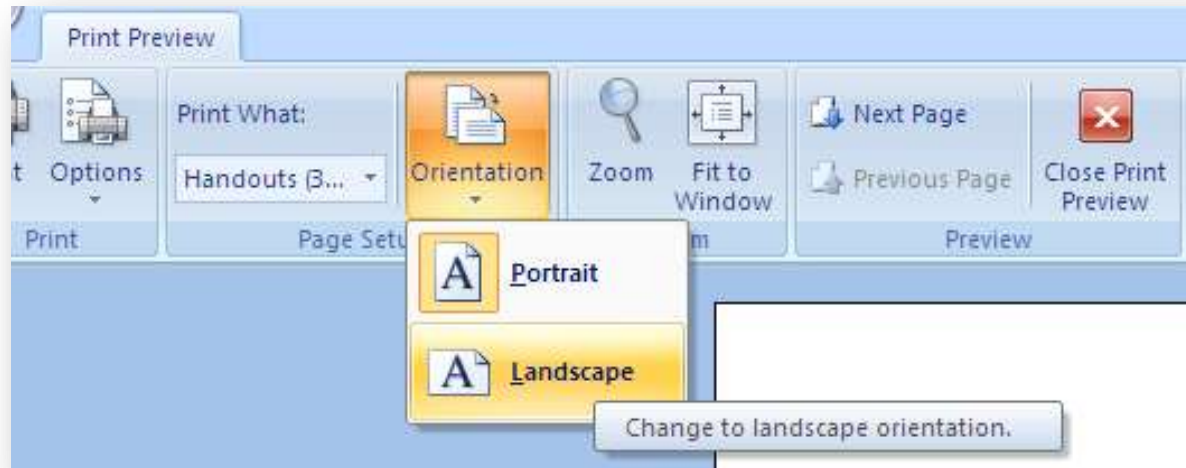 Print Preview
Print What:
Next Page
Options
Handouts (3...
Orientation
Zoom
Fit to
Window
Previous Page
Close Print
Preview
Print
Page Setu
m
Preview
A Portrait
A Landscape
Change to landscape orientation.